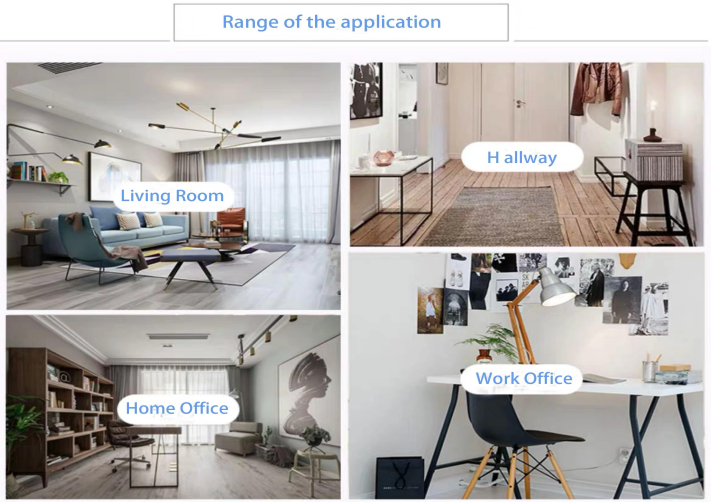 Range of the application
Living Room
H allway
Home Office
Work Office